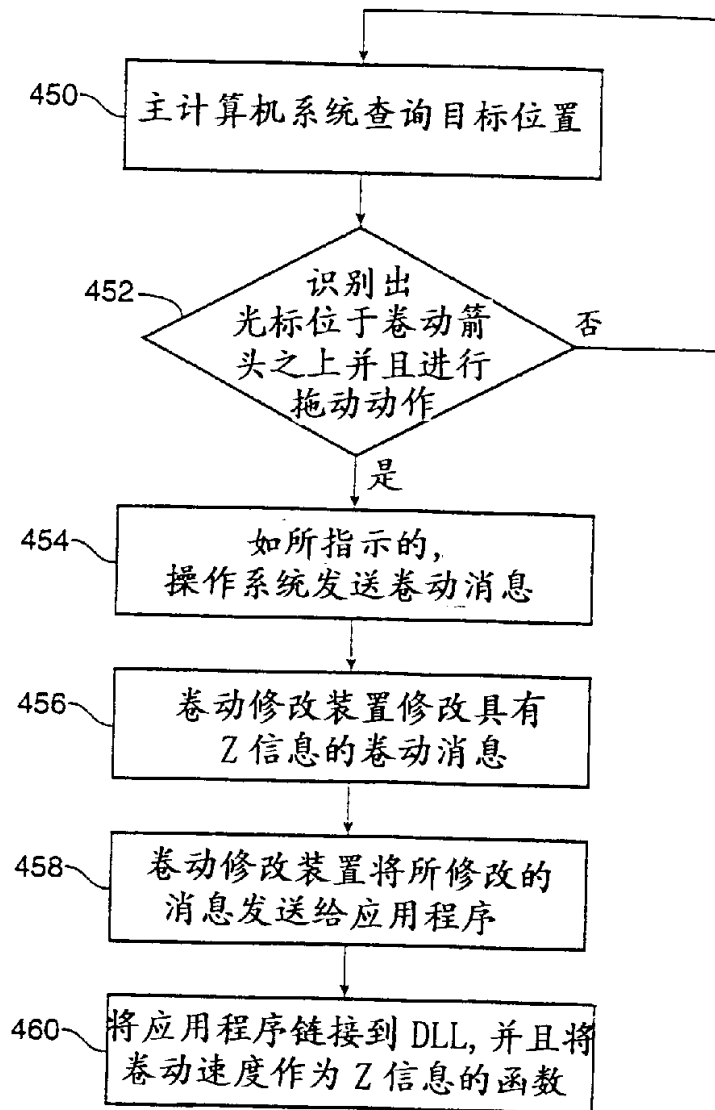 450
主计算机系统查询目标位置
452
识别出
光标位于卷动箭
头之上并且进行
拖动动作
否
是
454
如所指示的,
操作系统发送卷动消息
456
卷动修改装置修改具有
Z 信息的卷动消息
458
卷动修改装置将所修改的
消息发送给应用程序
460
将应用程序链接到 DLL, 并且将
卷动速度作为 Z 信息的函数